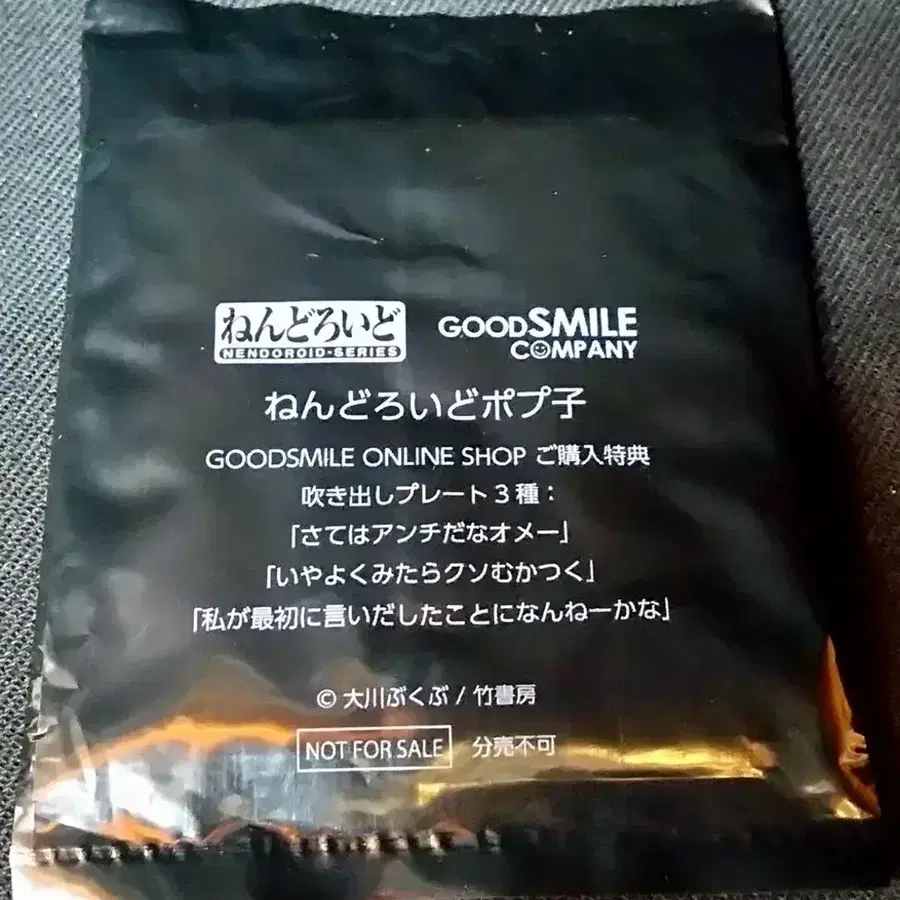 ねんどろいど
NENDOROID-SERIES
GOODSMILE
COMPANY
ねんどろいどポプ子
GOODSMILE ONLINE SHOP ご購入特典
吹き出しプレート3種：
「さてはアンチだなオメー」
「いやよくみたらクソむかつく」
「私が最初に言いだしたことになんねーかな」
© 大川ぶくぶ / 竹書房
NOT FOR SALE 分売不可